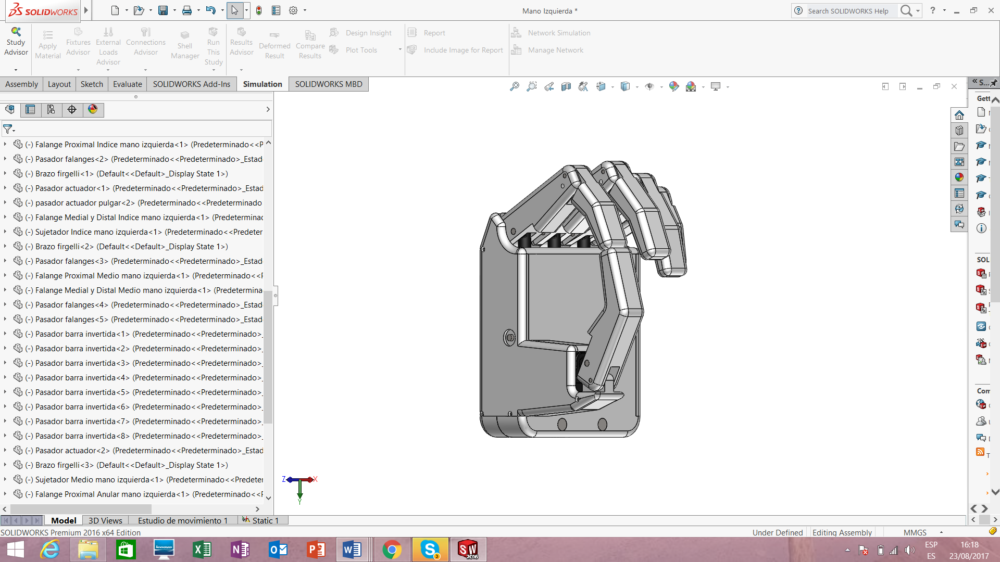 SOLIDWORKS
Mano Izquierda *
Search SOLIDWORKS Help
?
Study Advisor
Apply Material
Fixtures Advisor
External Loads Advisor
Connections Advisor
Shell Manager
Run This Study
Results Advisor
Deformed Result
Compare Results
Design Insight
Plot Tools
Report
Include Image for Report
Network Simulation
Manage Network
Assembly
Layout
Sketch
Evaluate
SOLIDWORKS Add-Ins
Simulation
SOLIDWORKS MBD
(-) Falange Proximal Indice mano izquierda<1> (Predeterminado<<P
(-) Pasador falanges<2> (Predeterminado<<Predeterminado>_Estad
(-) Brazo firgelli<1> (Default<<Default>_Display State 1>)
(-) Pasador actuador<1> (Predeterminado<<Predeterminado>_Estad
(-) pasador actuador pulgar<2> (Predeterminado<<Predeterminado
(-) Falange Medial y Distal Indice mano izquierda<1> (Predeterminad
(-) Sujetador Indice mano izquierda<1> (Predeterminado<<Predeter
(-) Brazo firgelli<2> (Default<<Default>_Display State 1>)
(-) Pasador falanges<3> (Predeterminado<<Predeterminado>_Estad
(-) Falange Proximal Medio mano izquierda<1> (Predeterminado<<P
(-) Falange Medial y Distal Medio mano izquierda<1> (Predetermina
(-) Pasador falanges<4> (Predeterminado<<Predeterminado>_Estad
(-) Pasador falanges<5> (Predeterminado<<Predeterminado>_Estad
(-) Pasador barra invertida<1> (Predeterminado<<Predeterminado>_
(-) Pasador barra invertida<2> (Predeterminado<<Predeterminado>_
(-) Pasador barra invertida<3> (Predeterminado<<Predeterminado>_
(-) Pasador barra invertida<4> (Predeterminado<<Predeterminado>_
(-) Pasador barra invertida<5> (Predeterminado<<Predeterminado>_
(-) Pasador barra invertida<6> (Predeterminado<<Predeterminado>_
(-) Pasador barra invertida<7> (Predeterminado<<Predeterminado>_
(-) Pasador barra invertida<8> (Predeterminado<<Predeterminado>_
(-) Pasador actuador<2> (Predeterminado<<Predeterminado>_Estad
(-) Brazo firgelli<3> (Default<<Default>_Display State 1>)
(-) Sujetador Medio mano izquierda<1> (Predeterminado<<Predeter
(-) Falange Proximal Anular mano izquierda<1> (Predeterminado<<F
Z X
Y
S...
Gett
SOL
Com
Model
3D Views
Estudio de movimiento 1
Static 1
SOLIDWORKS Premium 2016 x64 Edition
Under Defined
Editing Assembly
MMGS
ESP
ES
16:18
23/08/2017